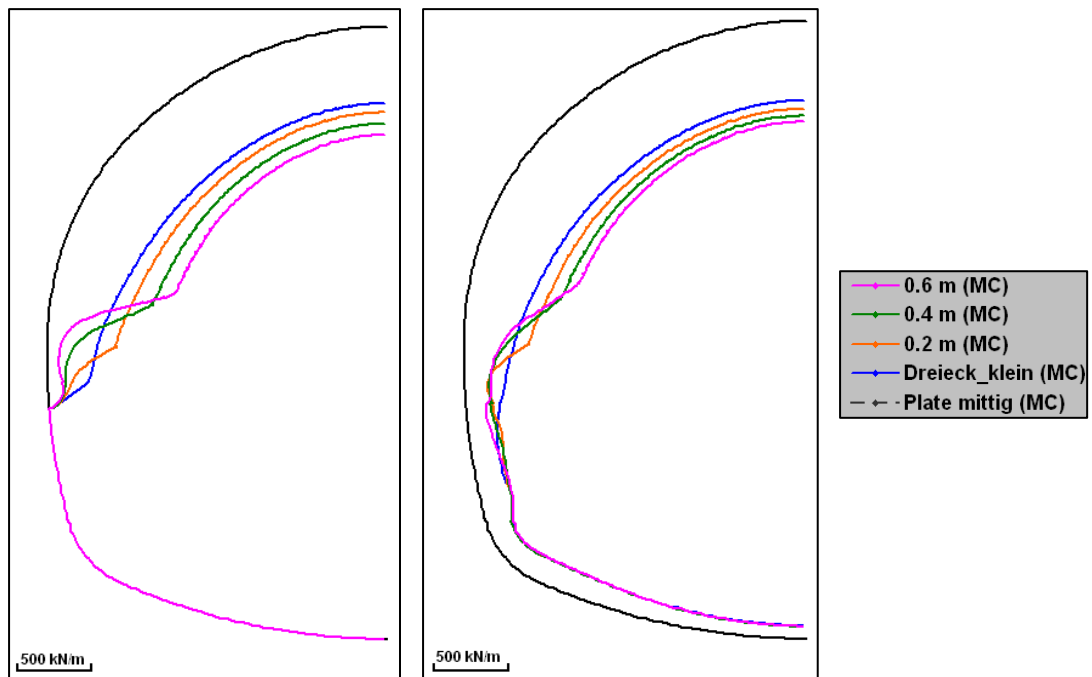 0.6 m (MC)
0.4 m (MC)
0.2 m (MC)
Dreieck_klein (MC)
Plate mittig (MC)
500 kN/m
500 kN/m